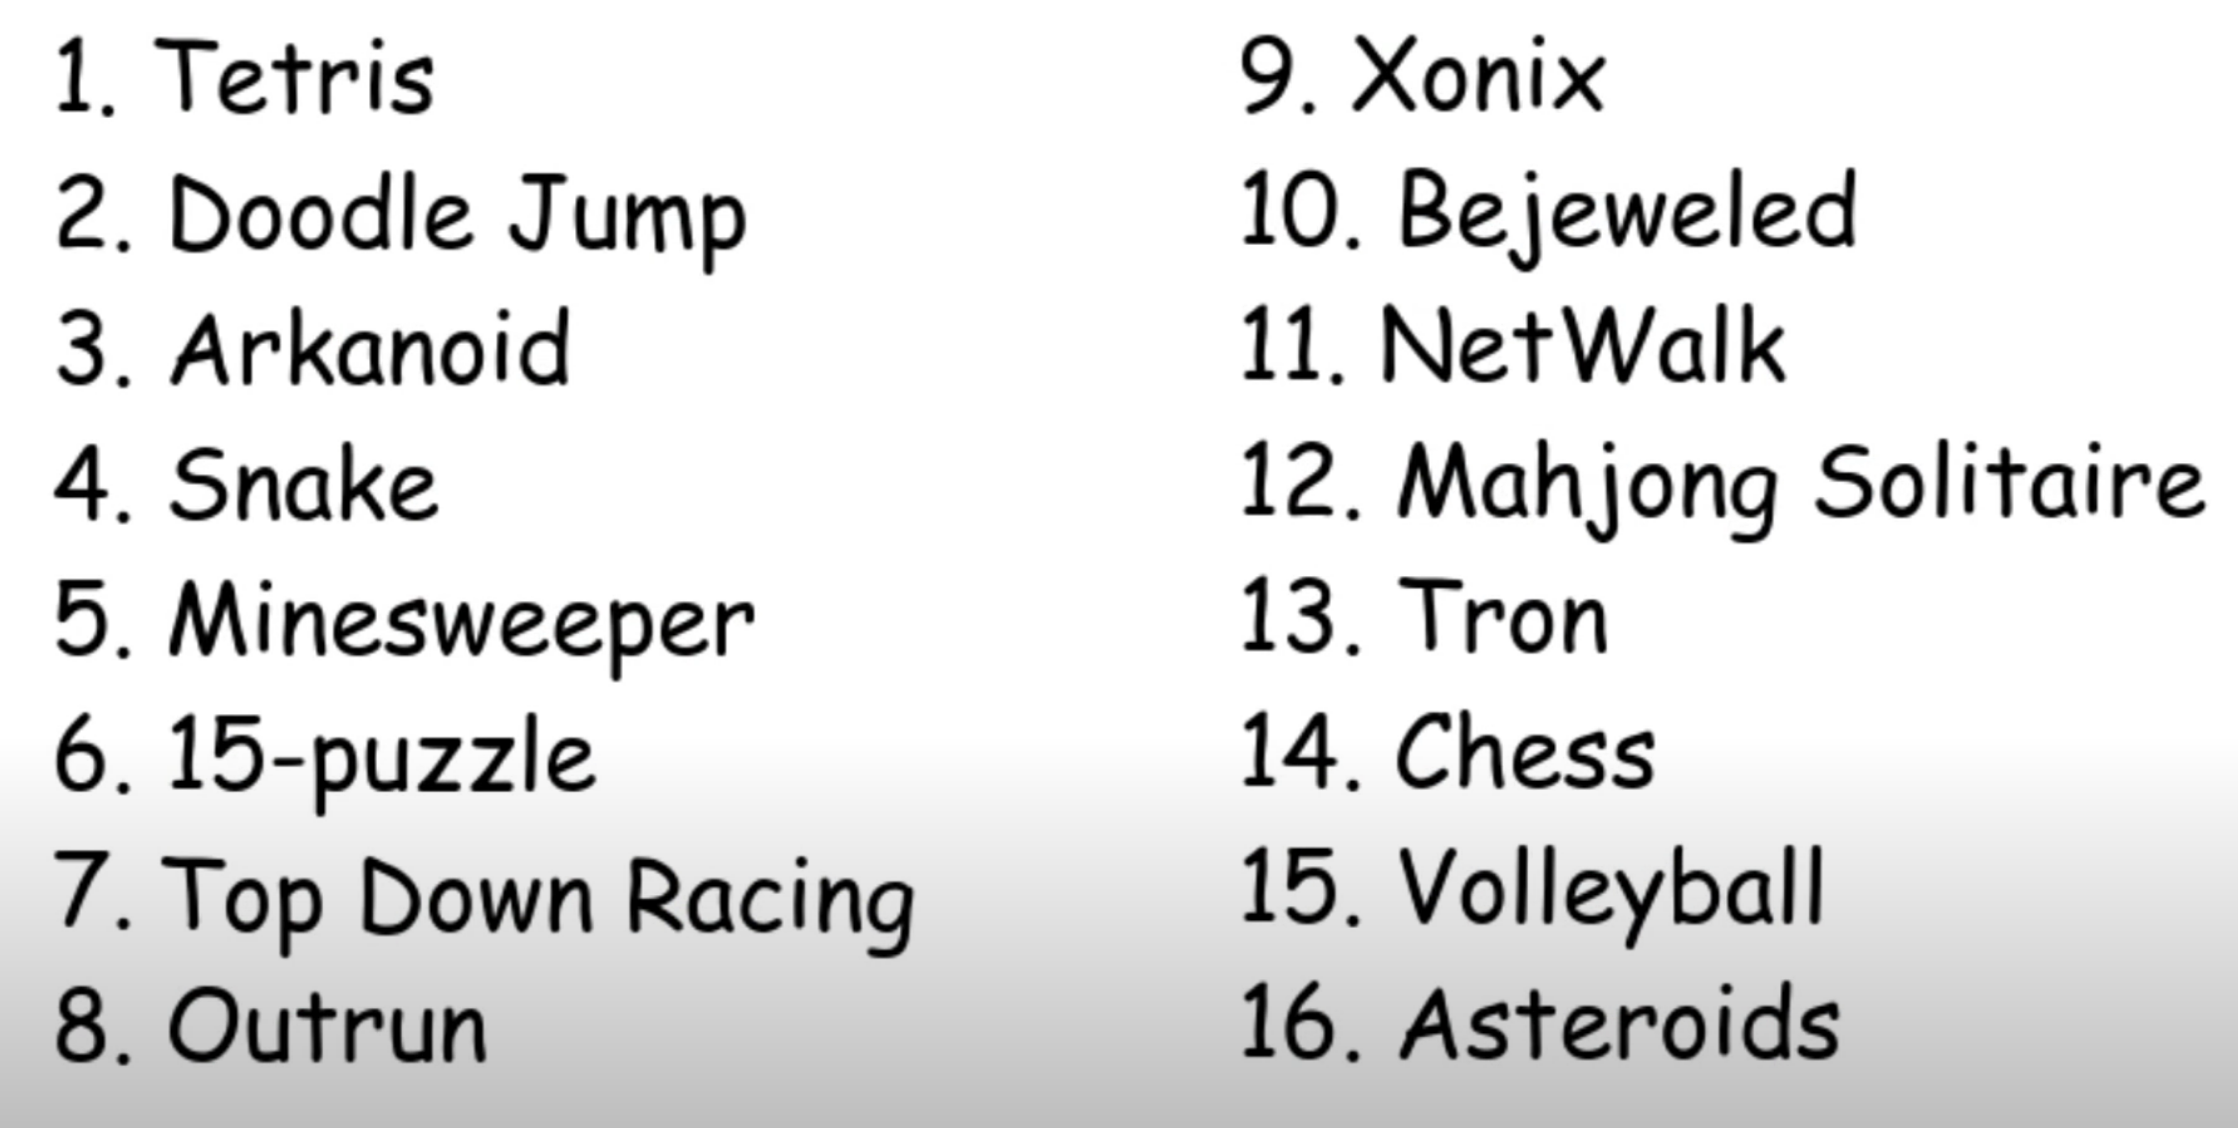 1. Tetris
2. Doodle Jump
3. Arkanoid
4. Snake
5. Minesweeper
6. 15-puzzle
7. Top Down Racing
8. Outrun
9. Xonix
10. Bejeweled
11. NetWalk
12. Mahjong Solitaire
13. Tron
14. Chess
15. Volleyball
16. Asteroids